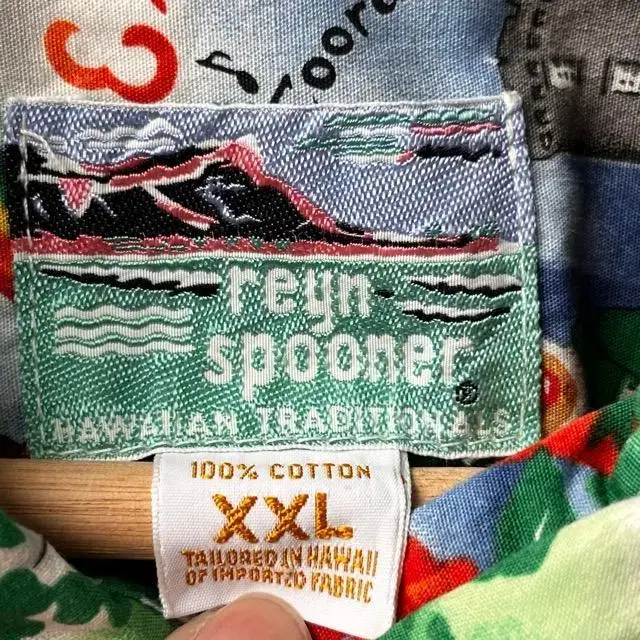 reyn
spooner®
HAWAIIAN TRADITIONALS
100% COTTON
XXL
TAILORED IN HAWAII
OF IMPORTED FABRIC